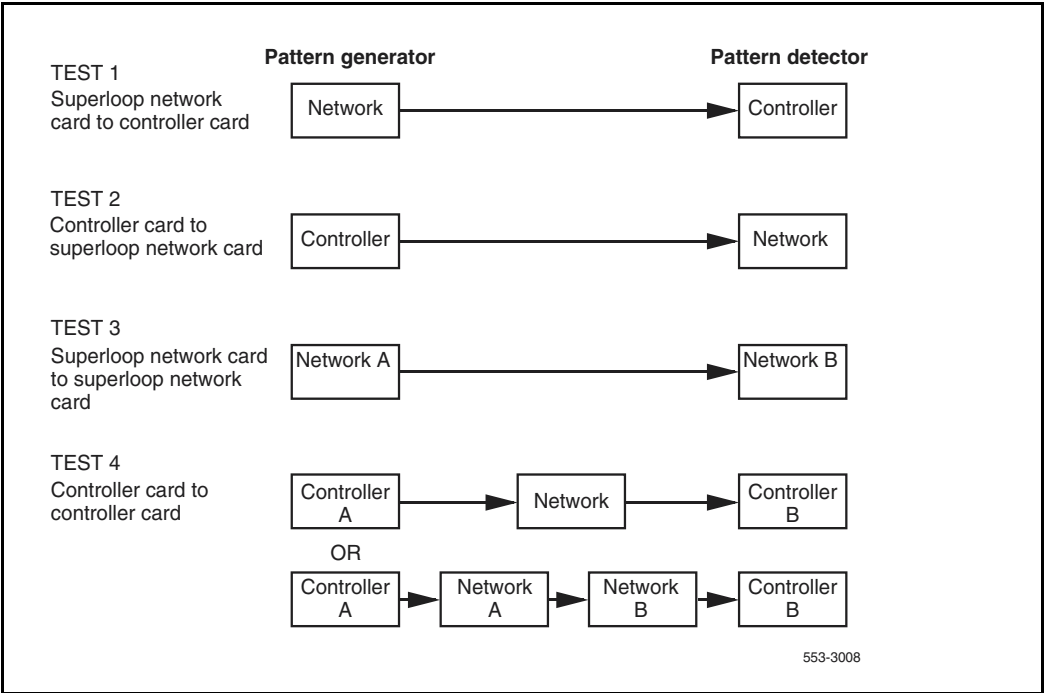 Pattern generator
Pattern detector
TEST 1
Superloop network
card to controller card
Network
Controller
TEST 2
Controller card to
superloop network card
Controller
Network
TEST 3
Superloop network card
to superloop network
card
Network A
Network B
TEST 4
Controller card to
controller card
Controller
A
Network
Controller
B
OR
Controller
A
Network
A
Network
B
Controller
B
553-3008